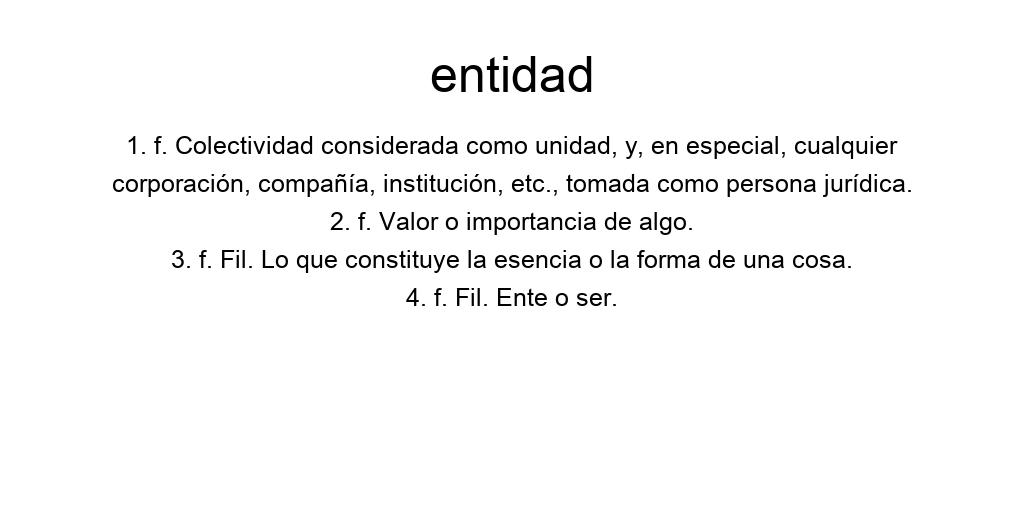 entidad
1. f. Colectividad considerada como unidad, y, en especial, cualquier
corporación, compañía, institución, etc., tomada como persona jurídica.
2. f. Valor o importancia de algo.
3. f. Fil. Lo que constituye la esencia o la forma de una cosa.
4. f. Fil. Ente o ser.